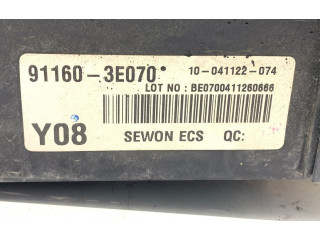 91160-3E070 10-041122-074
LOT NO : BE0700411260666
Y08 SEWON ECS QC: